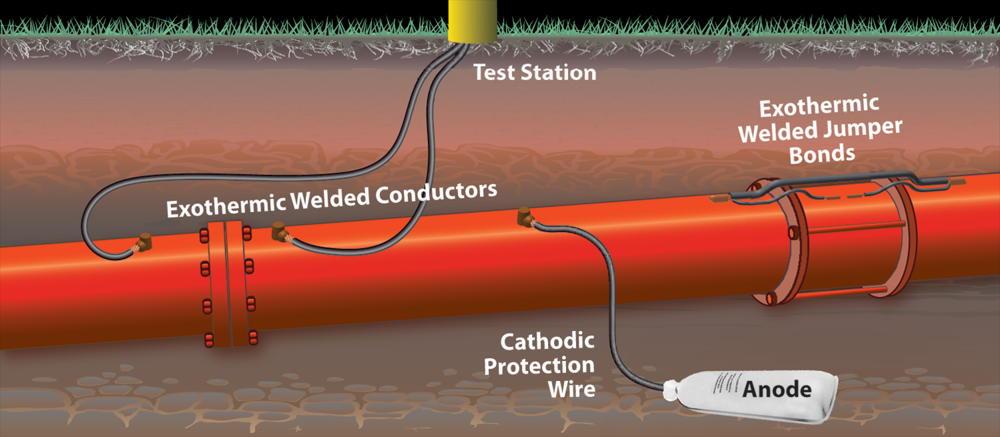 Test Station
Exothermic
Welded Jumper
Bonds
Exothermic Welded Conductors
Cathodic
Protection
Wire
Anode